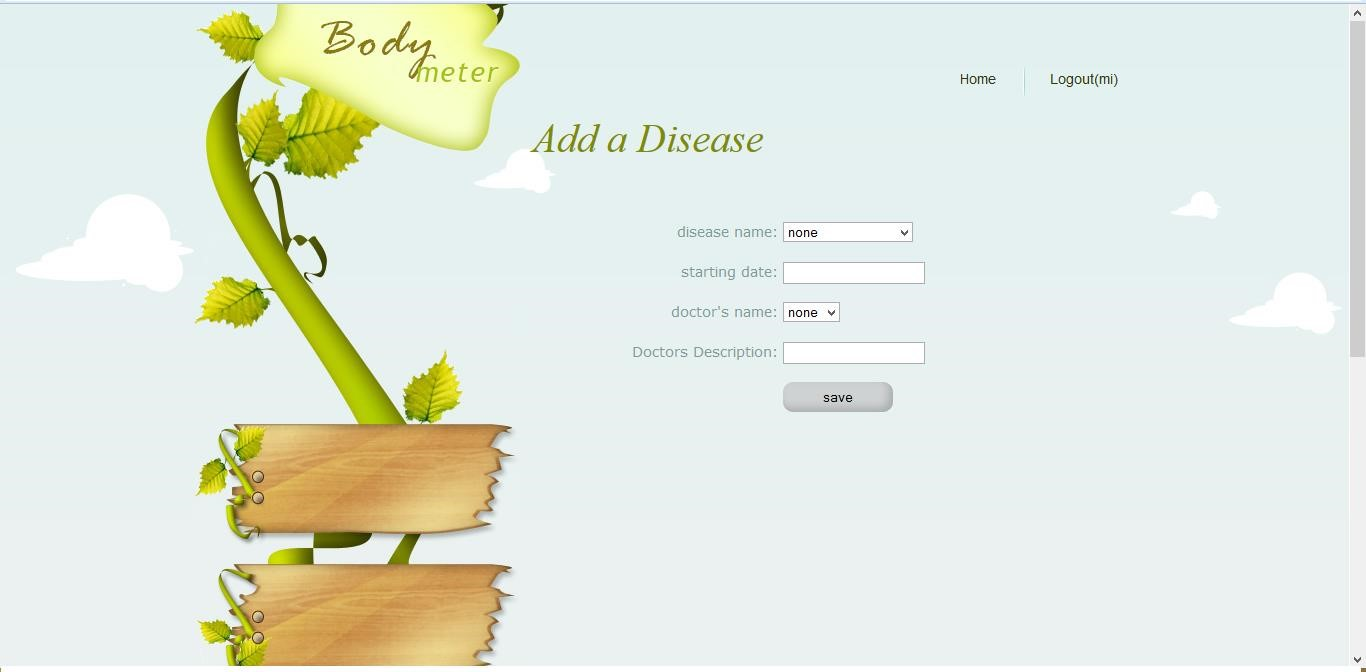 Body
meter
Home
Logout(mi)
Add a Disease
disease name: none
starting date:
doctor's name: none
Doctors Description:
save